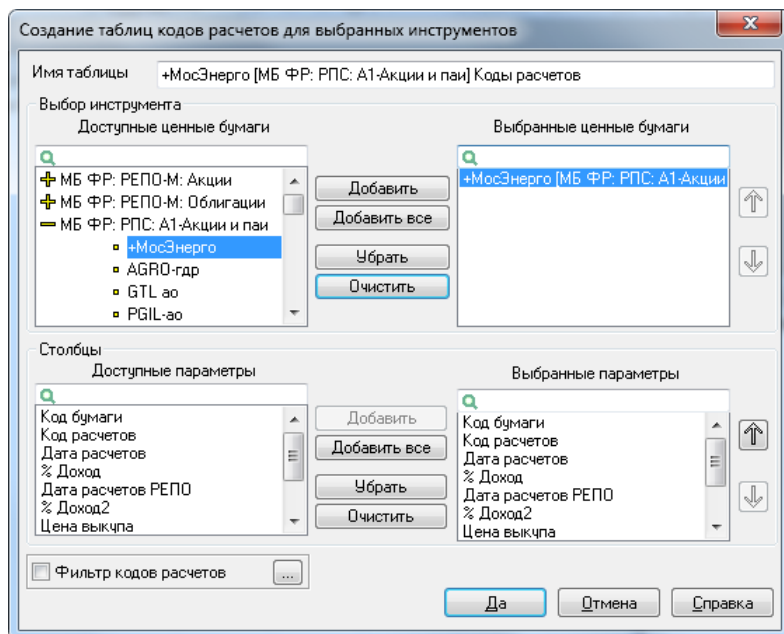 Создание таблиц кодов расчетов для выбранных инструментов
Имя таблицы
+МосЭнерго [МБ ФР: РПС: А1-Акции и паи] Коды расчетов
Выбор инструмента
Доступные ценные бумаги
Выбранные ценные бумаги
МБ ФР: РЕПО-М: Акции
МБ ФР: РЕПО-М: Облигации
МБ ФР: РПС: А1-Акции и паи
+МосЭнерго
AGRO-гдр
GTL ао
PGIL-ао
Добавить
Добавить все
Убрать
Очистить
+МосЭнерго [МБ ФР: РПС: А1-Акции
Столбцы
Доступные параметры
Выбранные параметры
Код бумаги
Код расчетов
Дата расчетов
% Доход
Дата расчетов РЕПО
% Доход2
Цена выкупа
Добавить
Добавить все
Убрать
Очистить
Код бумаги
Код расчетов
Дата расчетов
% Доход
Дата расчетов РЕПО
% Доход2
Цена выкупа
Фильтр кодов расчетов
...
Да
Отмена
Справка